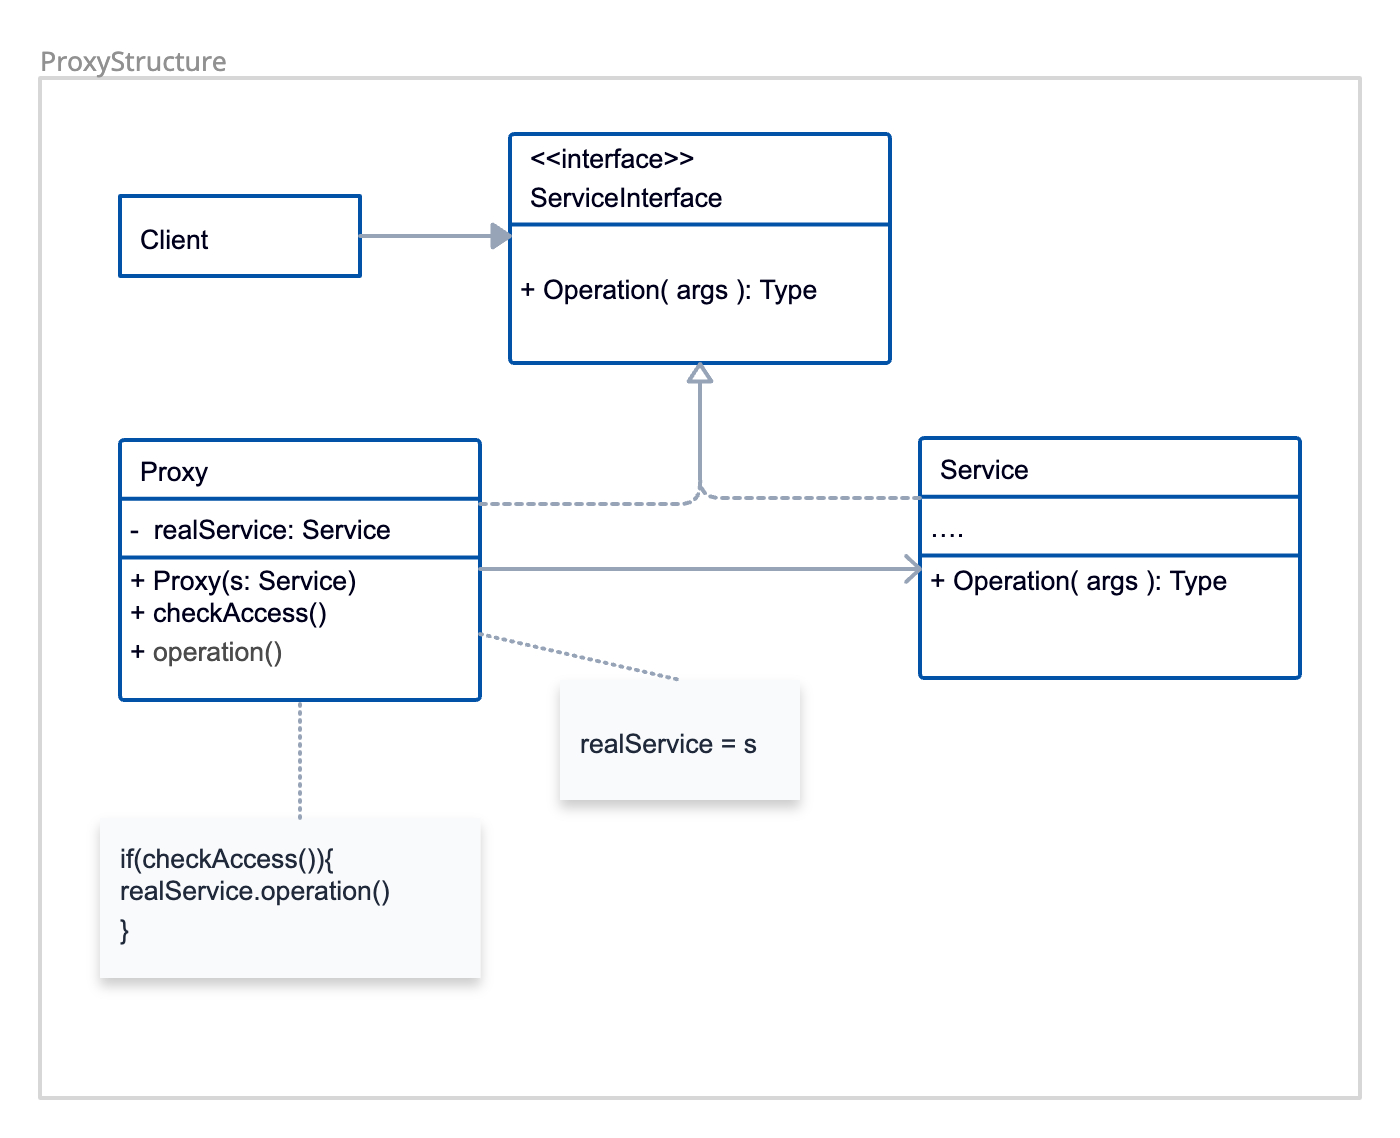 ProxyStructure
<<interface>>
ServiceInterface
Client
+ Operation( args ): Type
Proxy
- realService: Service
+ Proxy(s: Service)
+ checkAccess()
+ operation()
Service
....
+ Operation( args ): Type
realService = s
if(checkAccess()){
realService.operation()
}